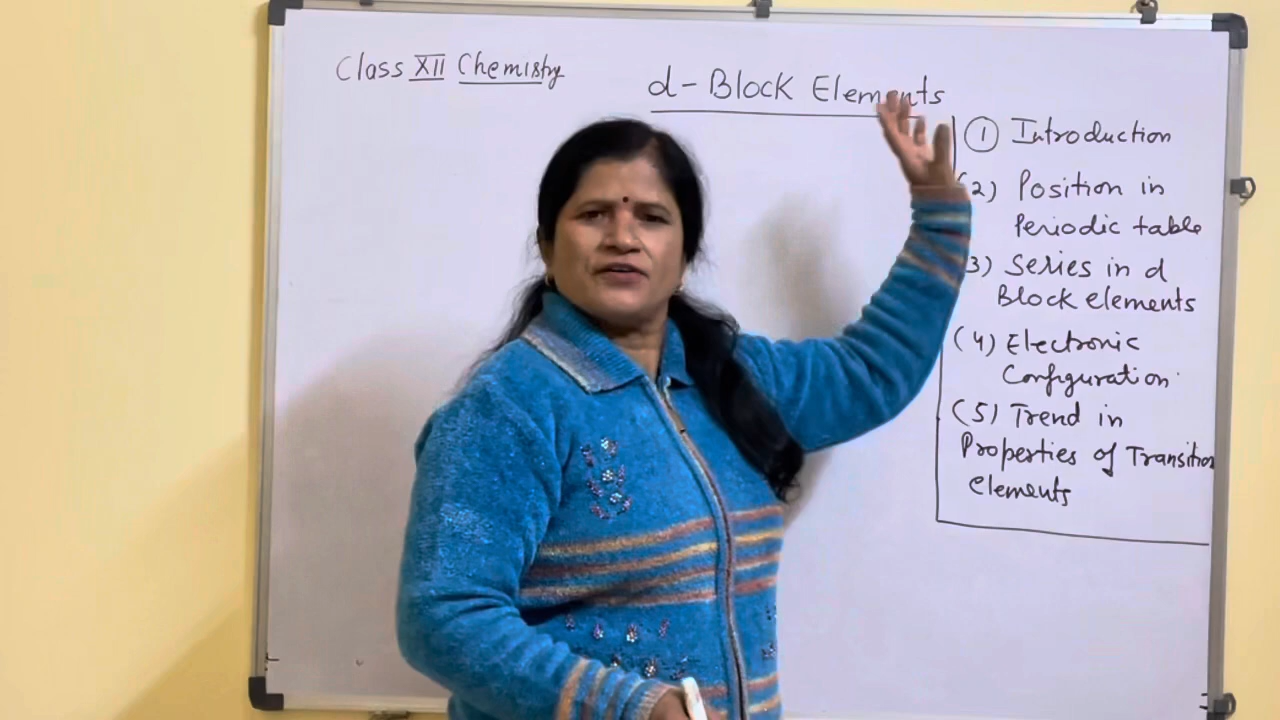 Class XII Chemistry
d-Block Elements
1 Introduction
(2) Position in
Periodic table
3) Series in d
Block elements
(4) Electronic
Configuration
(5) Trend in
Properties of Transition
elements